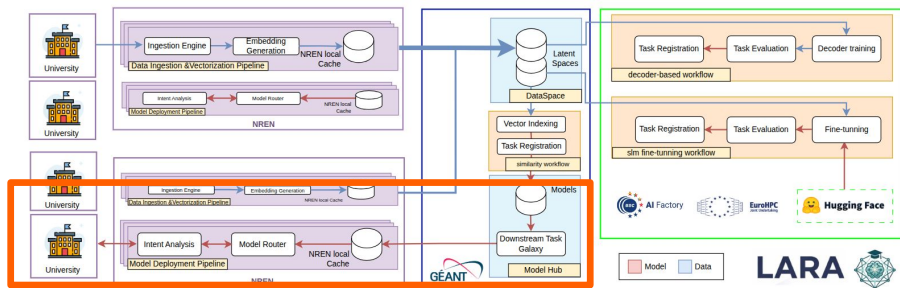 University
Ingestion Engine
Embedding
Generation
NREN local
Cache
Data Ingestion &Vectorization Pipeline
University
Intent Analysis
Model Router
NREN local
Cache
Model Deployment Pipeline
NREN
University
Ingestion Engine
Embedding Generation
NREN local
Cache
Data Ingestion &Vectorization Pipeline
University
Intent Analysis
Model Router
NREN local
Cache
Model Deployment Pipeline
NREN
Latent
Spaces
DataSpace
Vector Indexing
Task Registration
similarity workflow
Models
Downstream Task
Galaxy
Model Hub
GÉANT
Task Registration
Task Evaluation
Decoder training
decoder-based workflow
Task Registration
Task Evaluation
Fine-tunning
slm fine-tunning workflow
AI Factory
EuroHPC
Joint Undertaking
Hugging Face
Model
Data
LARA